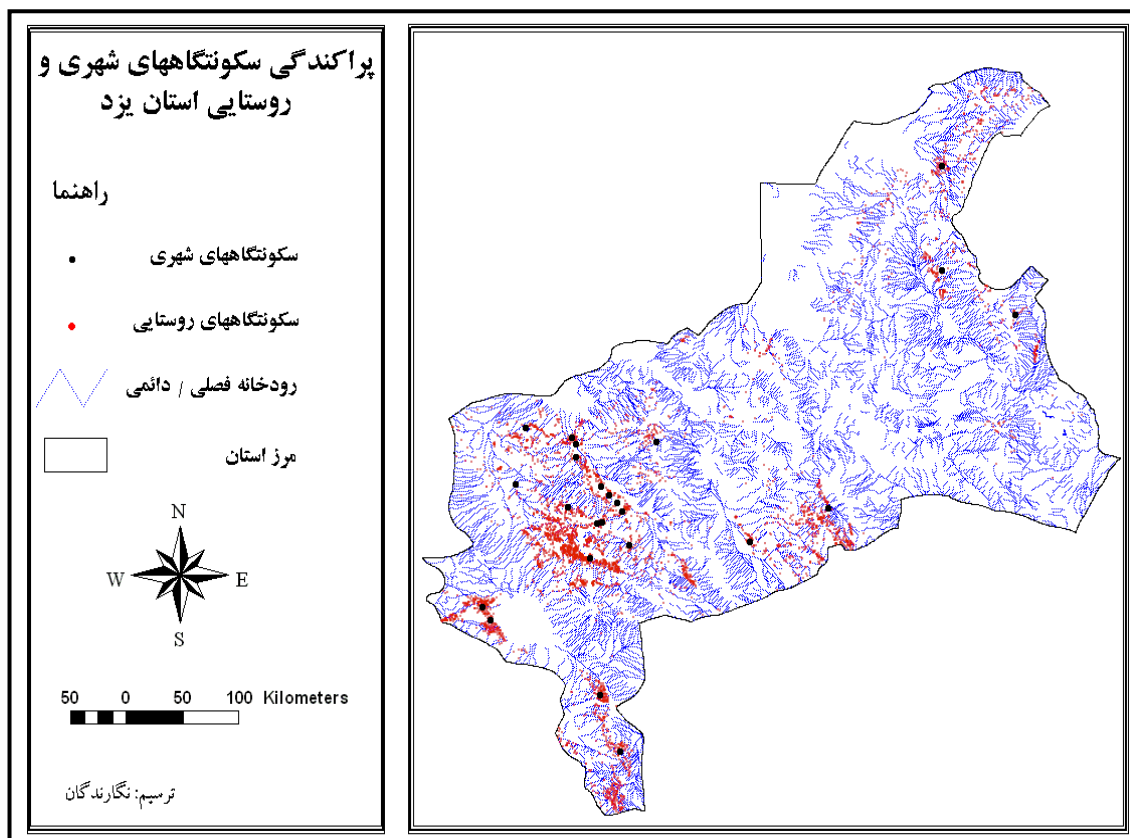 پراکندگی سکونتگاههای شهری و
روستایی استان یزد
راهنما
سکونتگاههای شهری
سکونتگاههای روستایی
رودخانه فصلی / دائمی
مرز استان
N
W E
S
50 0 50 100 Kilometers
ترسیم: نگارندگان